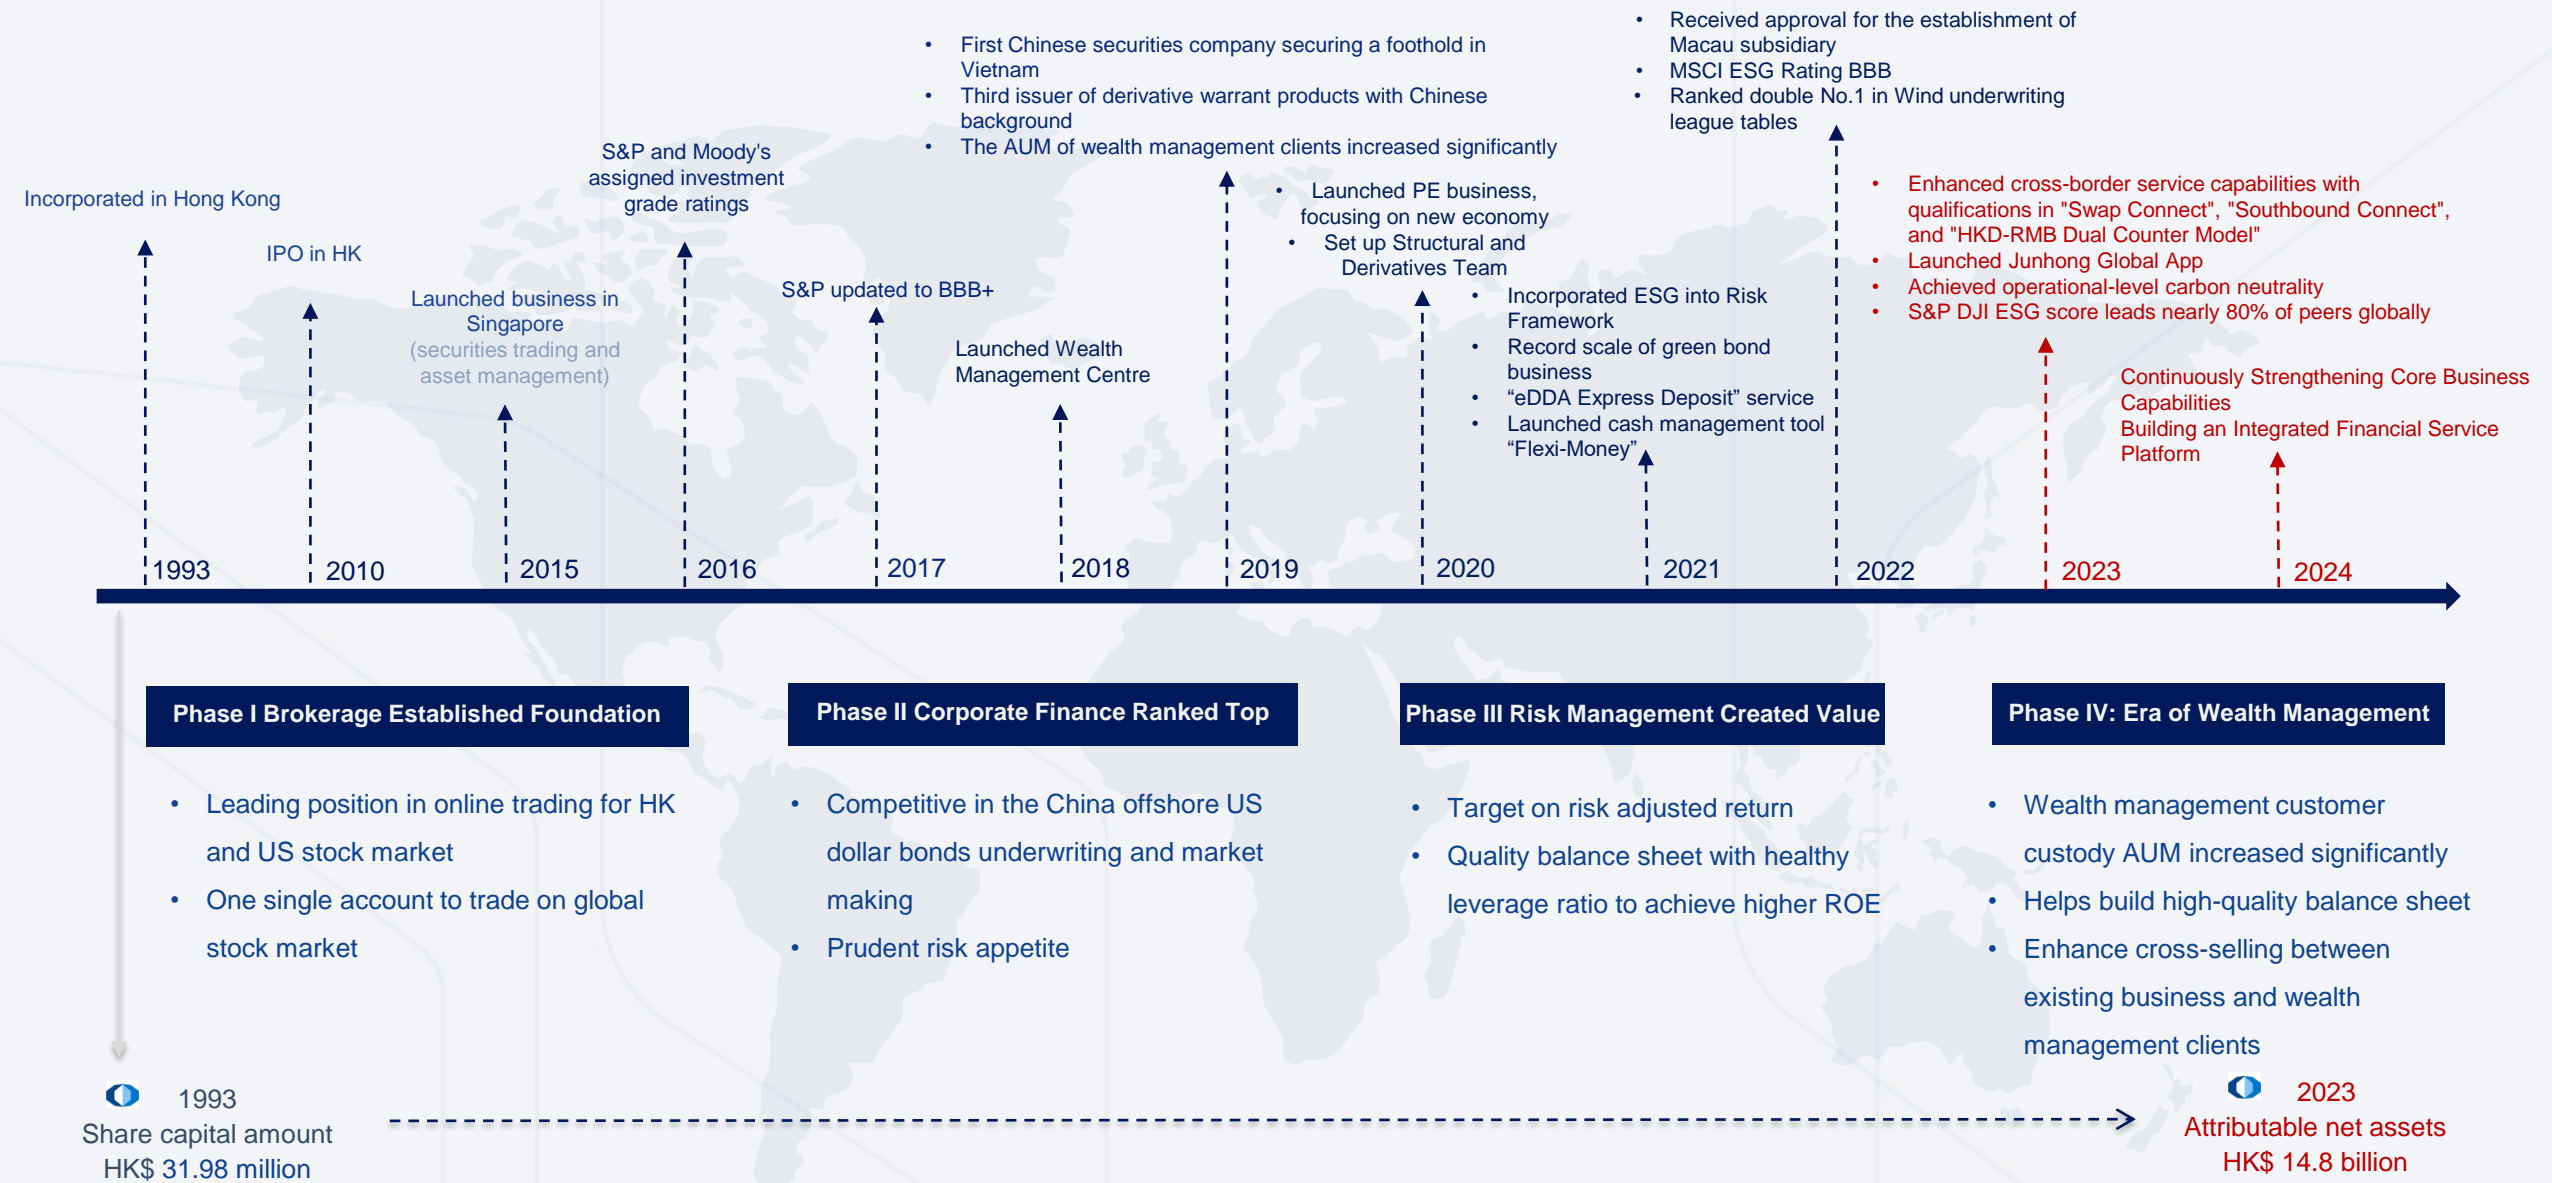 Incorporated in Hong Kong
IPO in HK
Launched business in
Singapore
(securities trading and
asset management)
S&P and Moody's
assigned investment
grade ratings
S&P updated to BBB+
Launched Wealth
Management Centre
• First Chinese securities company securing a foothold in
Vietnam
• Third issuer of derivative warrant products with Chinese
background
• The AUM of wealth management clients increased significantly
• Launched PE business,
focusing on new economy
• Set up Structural and
Derivatives Team
• Incorporated ESG into Risk
Framework
• Record scale of green bond
business
• “eDDA Express Deposit” service
• Launched cash management tool
“Flexi-Money”
• Received approval for the establishment of
Macau subsidiary
• MSCI ESG Rating BBB
• Ranked double No.1 in Wind underwriting
league tables
• Enhanced cross-border service capabilities with
qualifications in "Swap Connect", "Southbound Connect",
and "HKD-RMB Dual Counter Model"
• Launched Junhong Global App
• Achieved operational-level carbon neutrality
• S&P DJI ESG score leads nearly 80% of peers globally
Continuously Strengthening Core Business
Capabilities
Building an Integrated Financial Service
Platform
1993
2010
2015
2016
2017
2018
2019
2020
2021
2022
2023
2024
Phase I Brokerage Established Foundation
• Leading position in online trading for HK
and US stock market
• One single account to trade on global
stock market
Phase II Corporate Finance Ranked Top
• Competitive in the China offshore US
dollar bonds underwriting and market
making
• Prudent risk appetite
Phase III Risk Management Created Value
• Target on risk adjusted return
• Quality balance sheet with healthy
leverage ratio to achieve higher ROE
Phase IV: Era of Wealth Management
• Wealth management customer
custody AUM increased significantly
• Helps build high-quality balance sheet
• Enhance cross-selling between
existing business and wealth
management clients
1993
Share capital amount
HK$ 31.98 million
2023
Attributable net assets
HK$ 14.8 billion